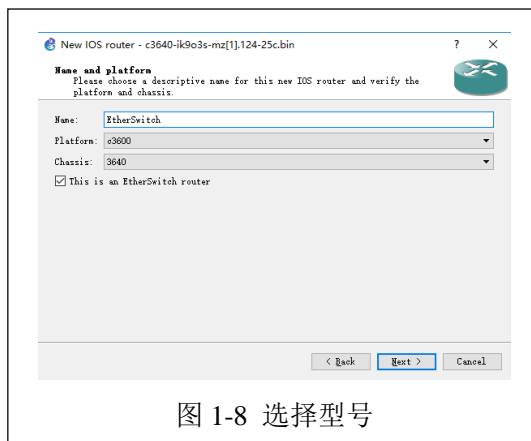 New IOS router - c3640-ik9o3s-mz[1].124-25c.bin
Name and platform
Please choose a descriptive name for this new IOS router and verify the
platform and chassis.
Name: EtherSwitch
Platform: c3600
Chassis: 3640
This is an EtherSwitch router
< Back Next > Cancel
图 1-8 选择型号